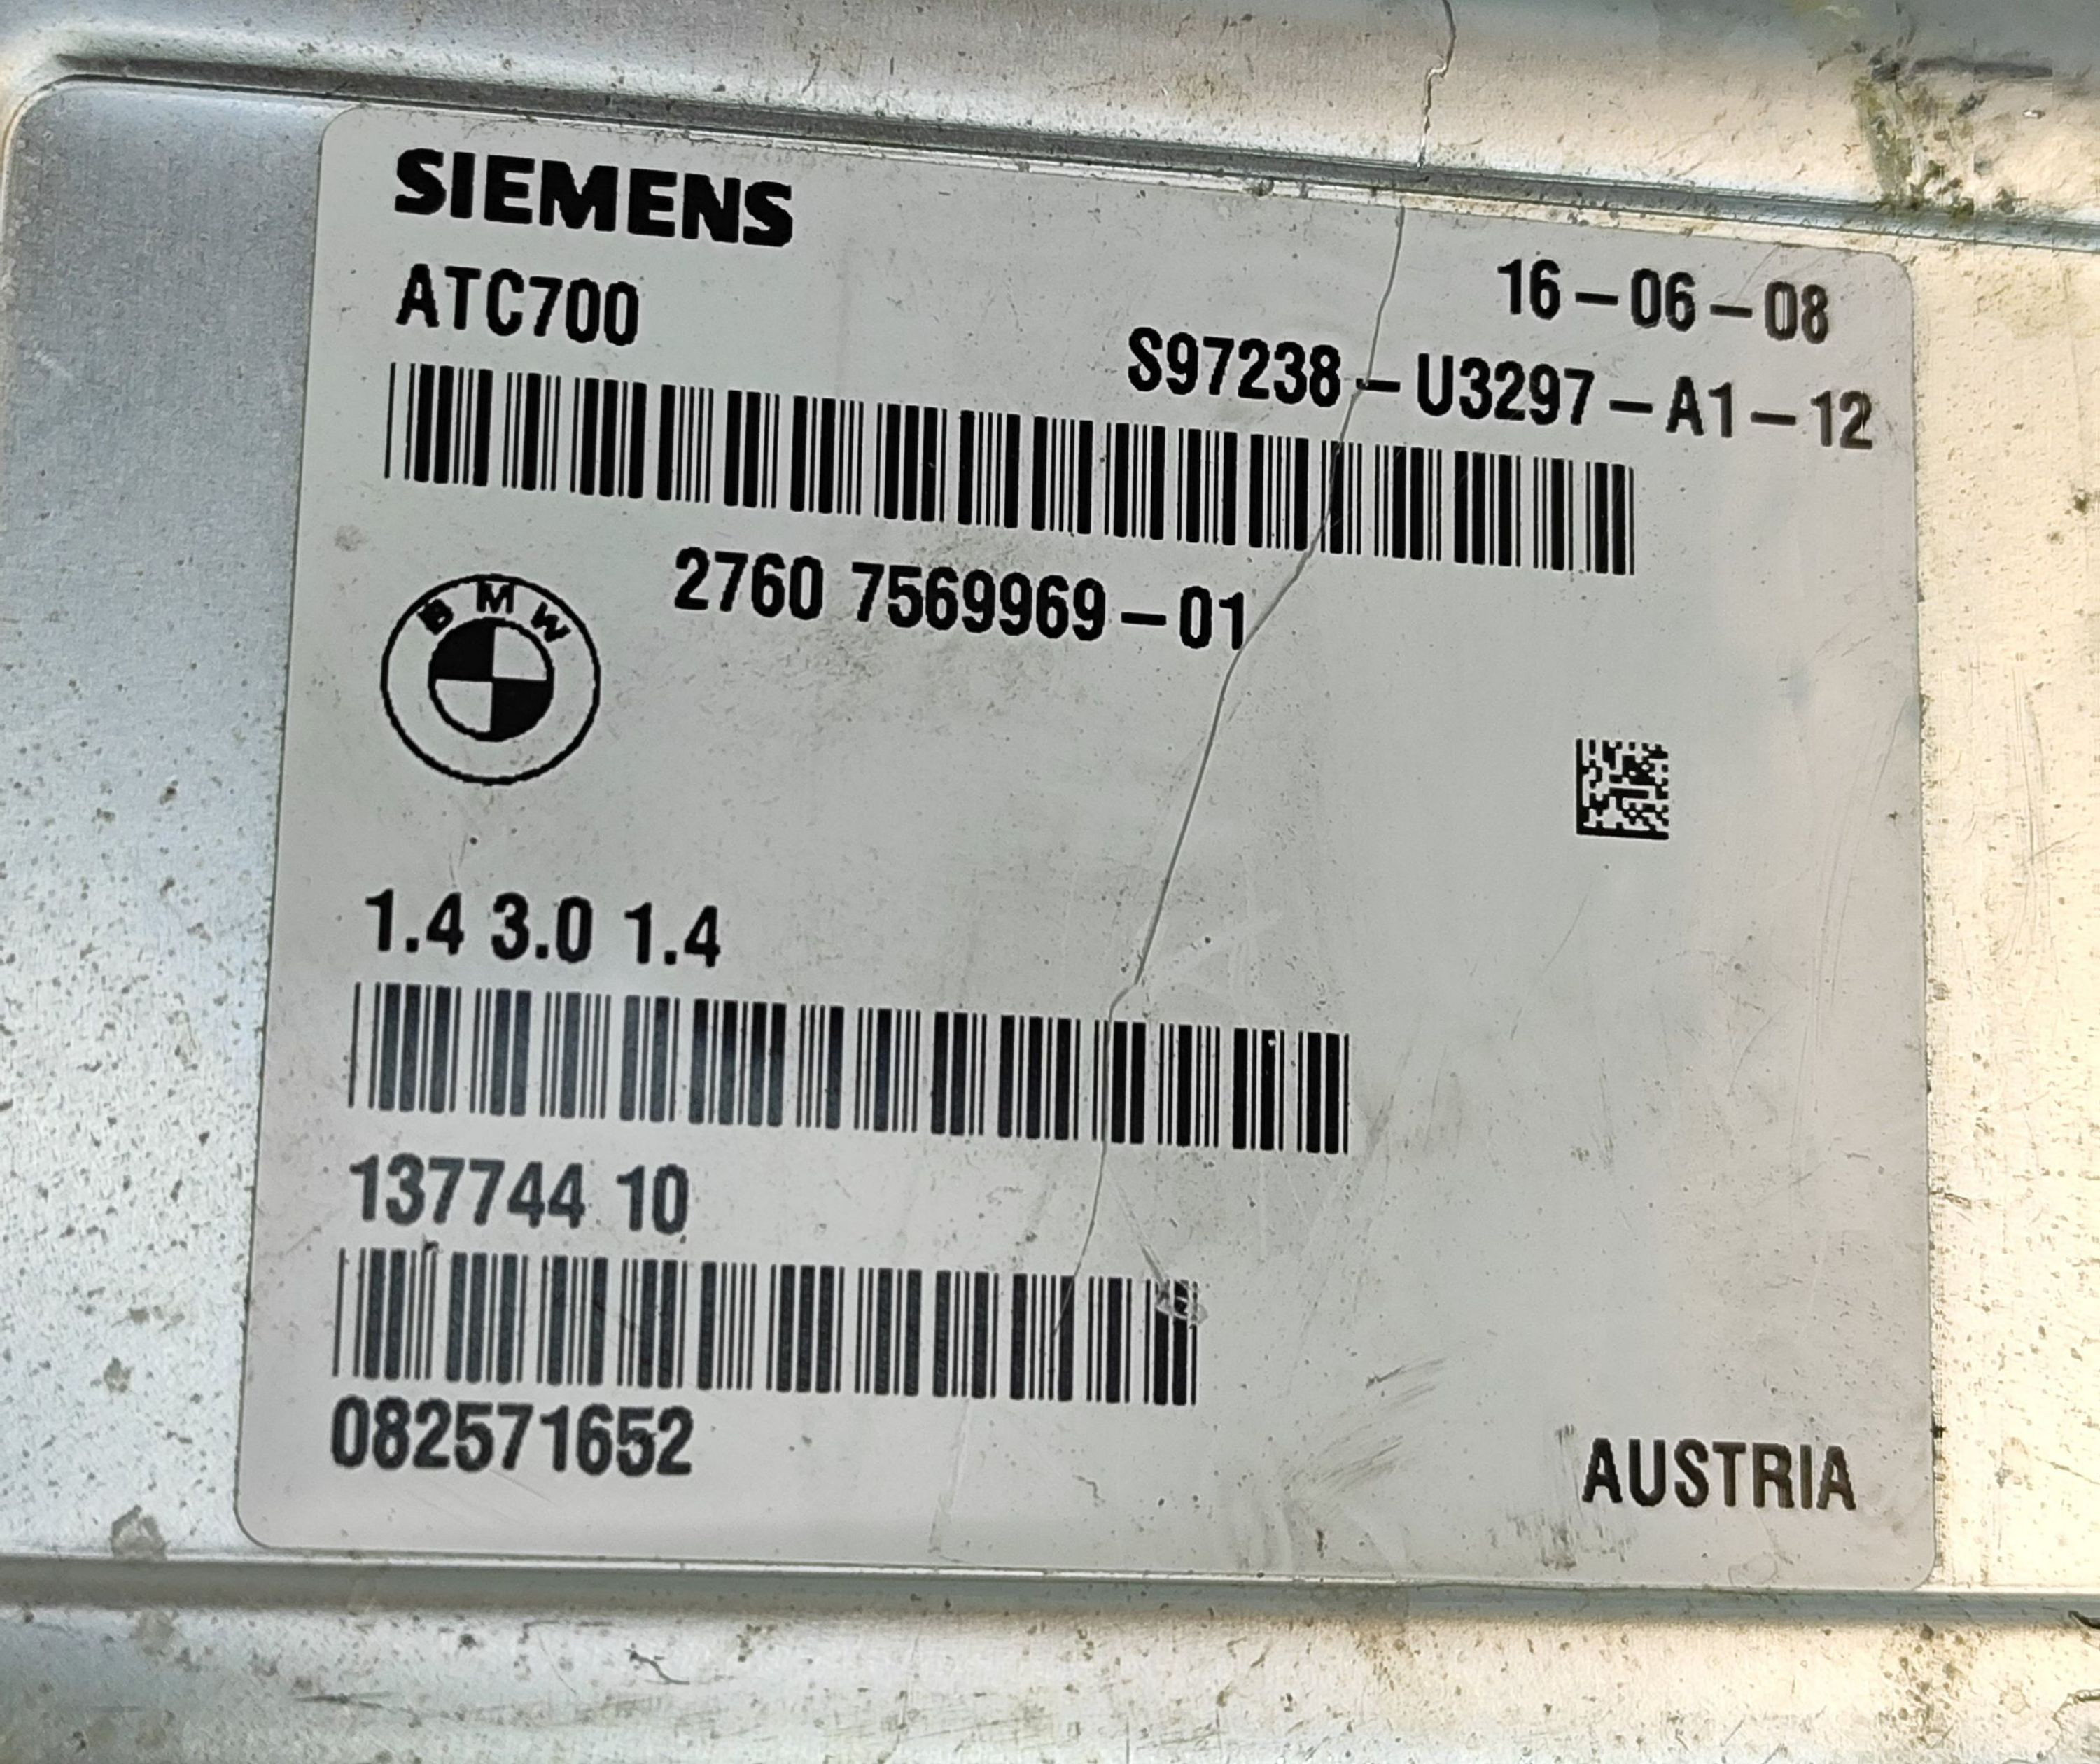 SIEMENS
ATC700
16-06-08
S97238-U3297-A1-12
2760 7569969-01
BMW
1.4 3.0 1.4
137744 10
082571652
AUSTRIA